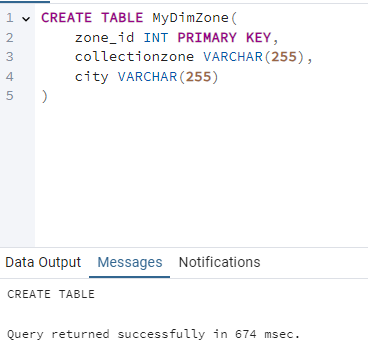 1 CREATE TABLE MyDimZone(
2 zone_id INT PRIMARY KEY,
3 collectionzone VARCHAR(255),
4 city VARCHAR(255)
5 )
Data Output Messages Notifications
CREATE TABLE
Query returned successfully in 674 msec.